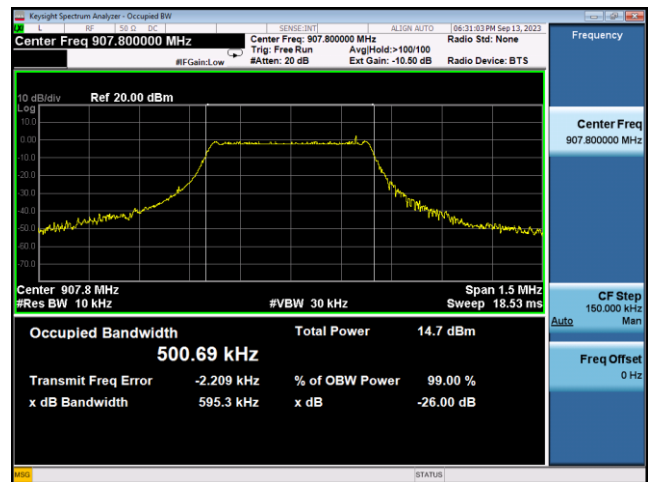 Keysight Spectrum Analyzer - Occupied BW
L RF 50 Ω DC SENSE:INT ALIGN AUTO 06:31:03 PM Sep 13, 2023
Center Freq 907.800000 MHz
Center Freq: 907.800000 MHz Radio Std: None
Trig: Free Run Avg|Hold:>100/100
#IFGain:Low #Atten: 20 dB Ext Gain: -10.50 dB Radio Device: BTS
Frequency
10 dB/div Ref 20.00 dBm
Log
10.0
0.00
-10.0
-20.0
-30.0
-40.0
-50.0
-60.0
-70.0
Center 907.8 MHz Span 1.5 MHz
#Res BW 10 kHz #VBW 30 kHz Sweep 18.53 ms
Occupied Bandwidth Total Power 14.7 dBm
500.69 kHz
Transmit Freq Error -2.209 kHz % of OBW Power 99.00 %
x dB Bandwidth 595.3 kHz x dB -26.00 dB
Center Freq
907.800000 MHz
CF Step
150.000 kHz
Auto Man
Freq Offset
0 Hz
MSG STATUS